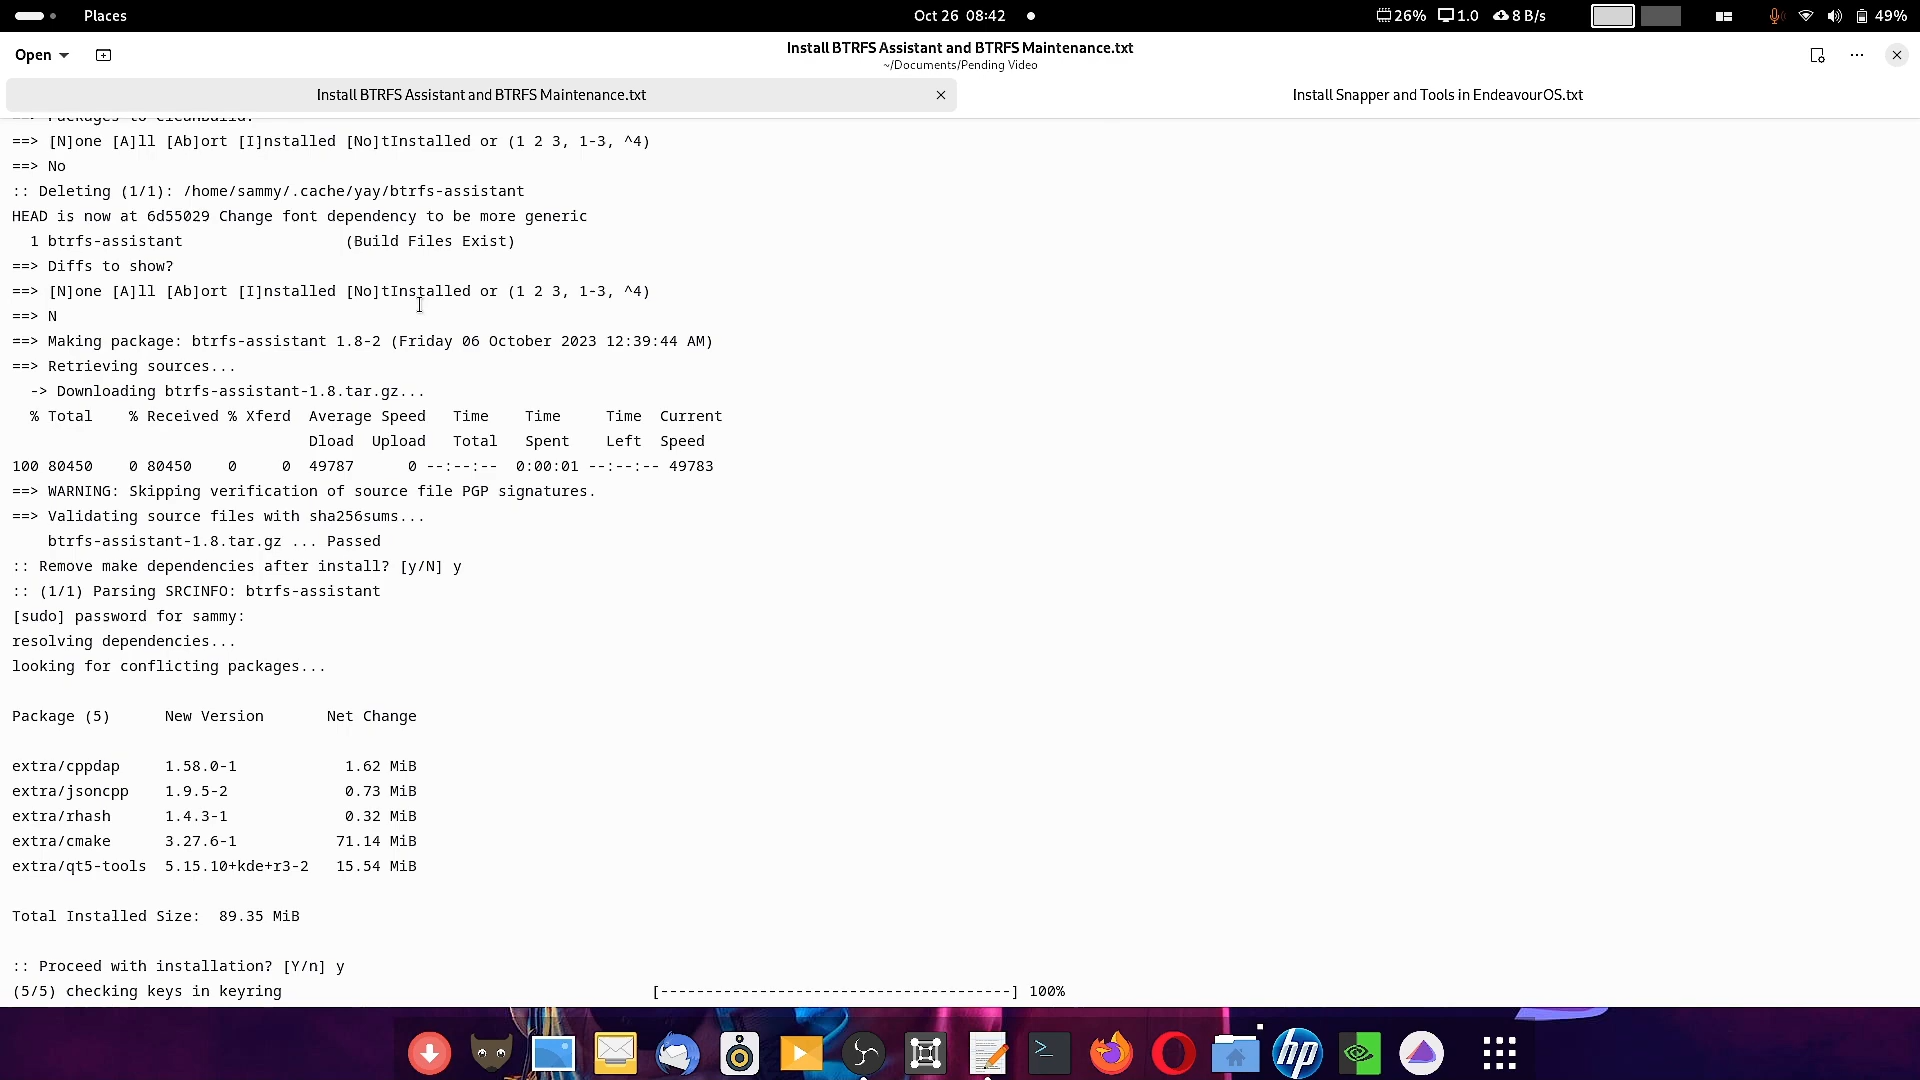 Places
Oct 26 08:42
26% 1.0 8 B/s
49%
Open
Install BTRFS Assistant and BTRFS Maintenance.txt
~/Documents/Pending Video
Install BTRFS Assistant and BTRFS Maintenance.txt
Install Snapper and Tools in EndeavourOS.txt
==> Packages to cleanBuild?
==> [N]one [A]ll [Ab]ort [I]nstalled [No]tInstalled or (1 2 3, 1-3, ^4)
==> No
:: Deleting (1/1): /home/sammy/.cache/yay/btrfs-assistant
HEAD is now at 6d55029 Change font dependency to be more generic
  1 btrfs-assistant                  (Build Files Exist)
==> Diffs to show?
==> [N]one [A]ll [Ab]ort [I]nstalled [No]tInstalled or (1 2 3, 1-3, ^4)
==> N
==> Making package: btrfs-assistant 1.8-2 (Friday 06 October 2023 12:39:44 AM)
==> Retrieving sources...
  -> Downloading btrfs-assistant-1.8.tar.gz...
  % Total    % Received % Xferd  Average Speed   Time    Time     Time  Current
                                 Dload  Upload   Total   Spent    Left  Speed
100 80450    0 80450    0     0  49787      0 --:--:--  0:00:01 --:--:-- 49783
==> WARNING: Skipping verification of source file PGP signatures.
==> Validating source files with sha256sums...
    btrfs-assistant-1.8.tar.gz ... Passed
:: Remove make dependencies after install? [y/N] y
:: (1/1) Parsing SRCINFO: btrfs-assistant
[sudo] password for sammy:
resolving dependencies...
looking for conflicting packages...
Package (5)      New Version       Net Change
extra/cppdap     1.58.0-1            1.62 MiB
extra/jsoncpp    1.9.5-2             0.73 MiB
extra/rhash      1.4.3-1             0.32 MiB
extra/cmake      3.27.6-1           71.14 MiB
extra/qt5-tools  5.15.10+kde+r3-2   15.54 MiB
Total Installed Size:  89.35 MiB
:: Proceed with installation? [Y/n] y
(5/5) checking keys in keyring                                         [---------------------------------------] 100%
hp